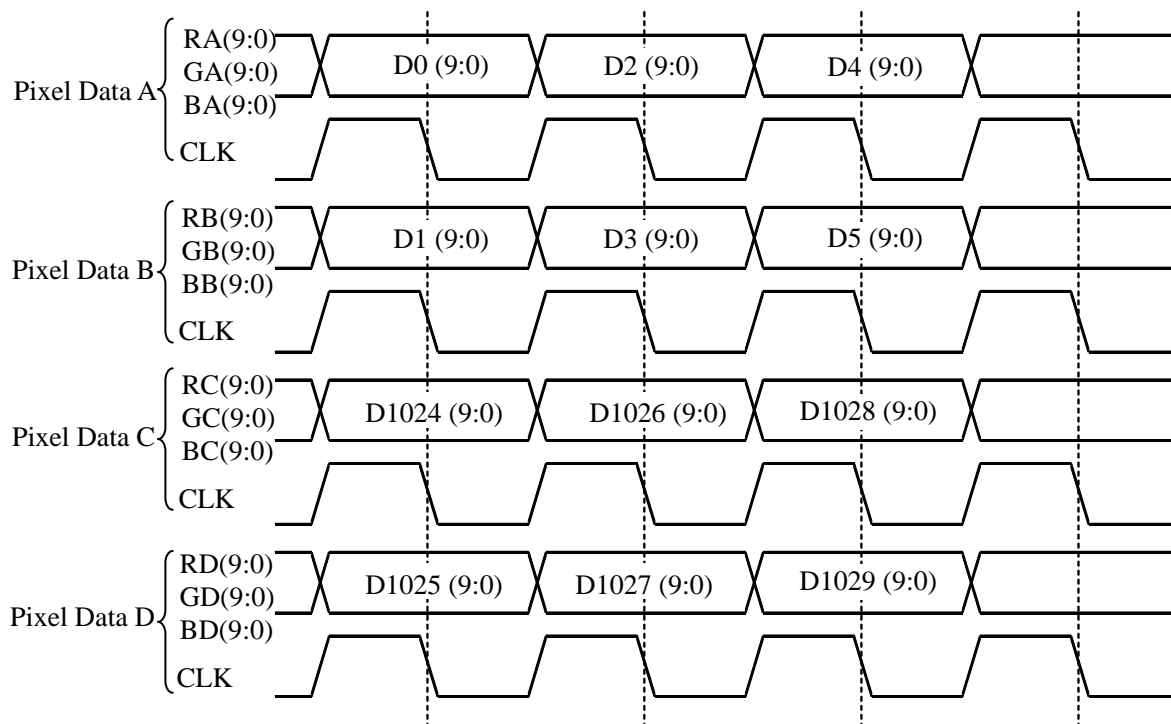 RA(9:0)
GA(9:0)
Pixel Data A
BA(9:0)
CLK
D0 (9:0)
D2 (9:0)
D4 (9:0)
RB(9:0)
GB(9:0)
Pixel Data B
BB(9:0)
CLK
D1 (9:0)
D3 (9:0)
D5 (9:0)
RC(9:0)
GC(9:0)
Pixel Data C
BC(9:0)
CLK
D1024 (9:0)
D1026 (9:0)
D1028 (9:0)
RD(9:0)
GD(9:0)
Pixel Data D
BD(9:0)
CLK
D1025 (9:0)
D1027 (9:0)
D1029 (9:0)